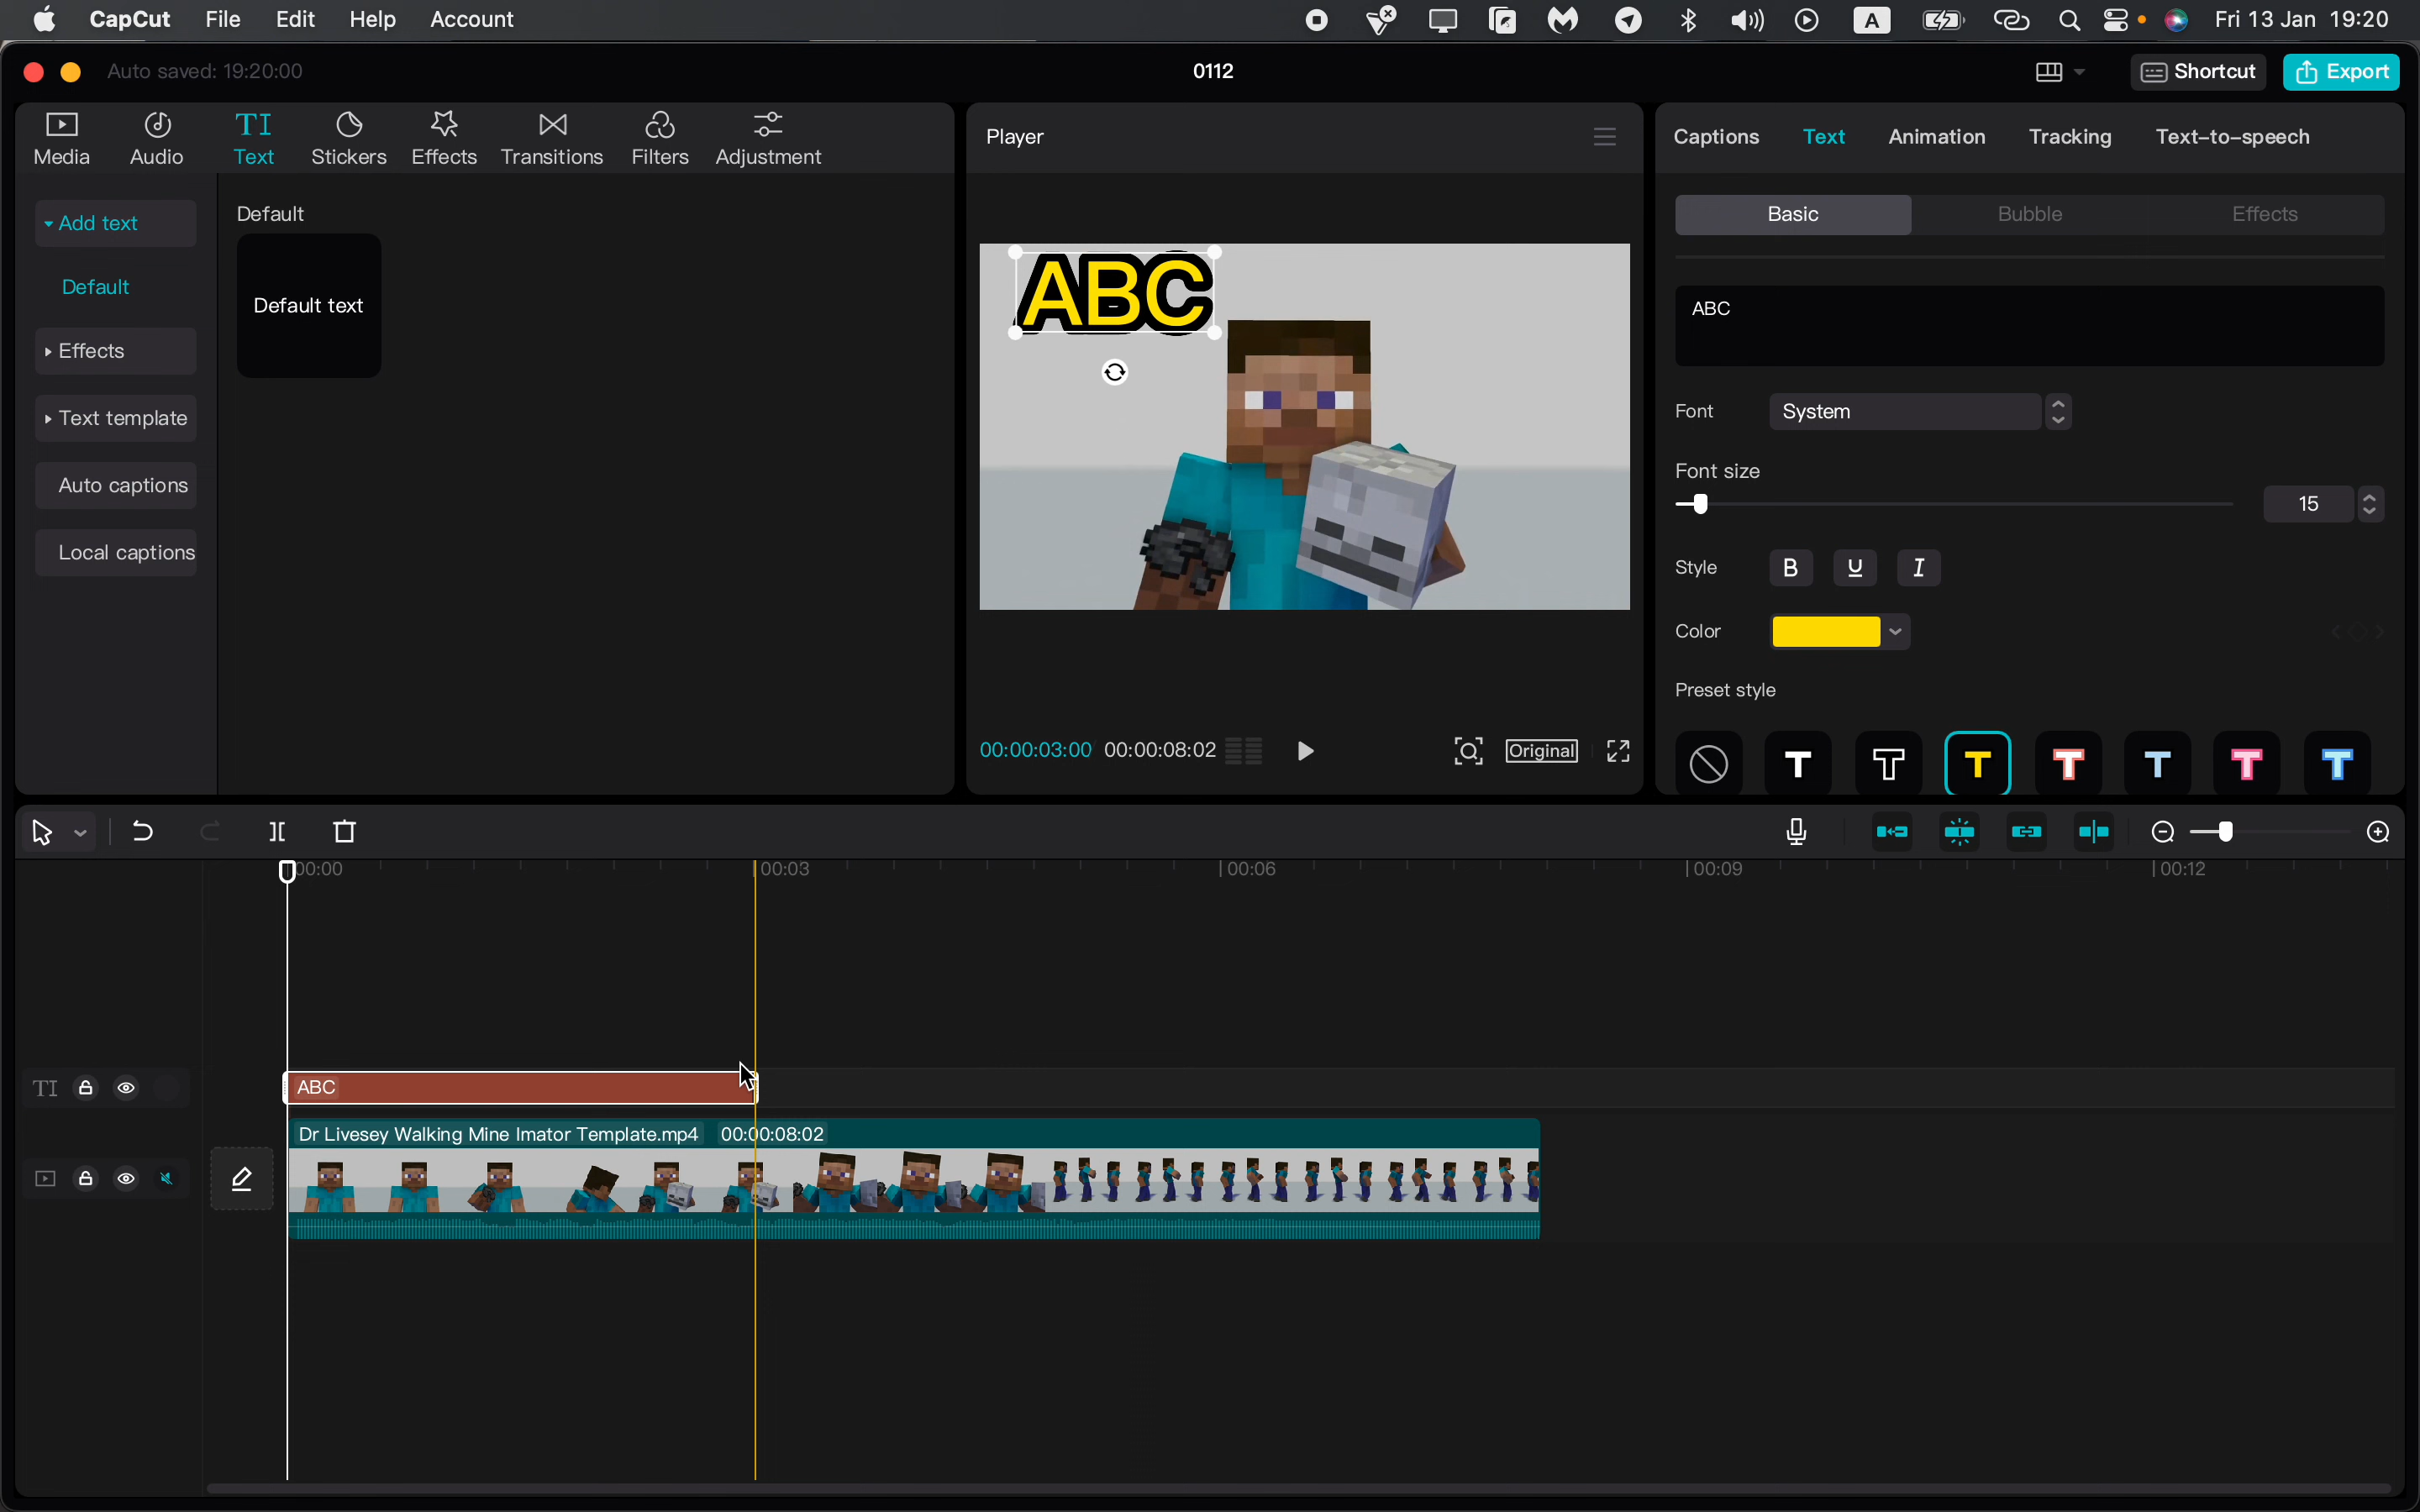 CapCut File Edit Help Account A Fri 13 Jan 19:20
Auto saved: 19:20:00 0112 Shortcut Export
Media Audio Text Stickers Effects Transitions Filters Adjustment
Add text
Default
Effects
Text template
Auto captions
Local captions
Default
Default text
Player
ABC
00:00:03:00 00:00:08:02 Original
Captions Text Animation Tracking Text-to-speech
Basic Bubble Effects
ABC
Font System
Font size
15
Style B U I
Color
Preset style
T T T T T T T
00:00 00:03 00:06 00:09 00:12
TI ABC
Dr Livesey Walking Mine Imator Template.mp4 00:00:08:02